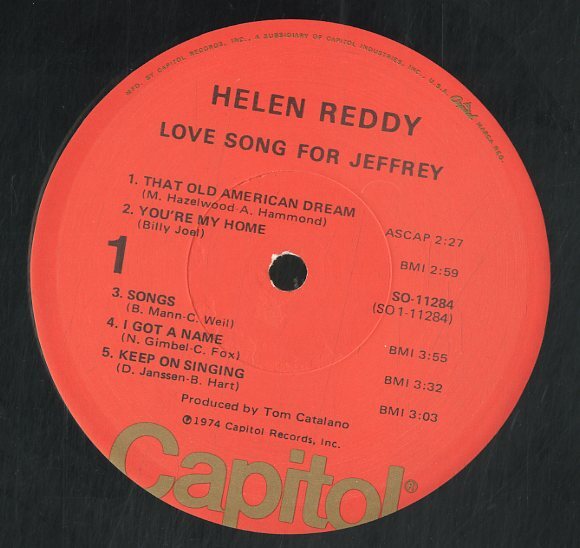 MFD. BY CAPITOL RECORDS, INC., A SUBSIDIARY OF CAPITOL INDUSTRIES, INC., U.S.A. Capitol MARCA REG.
HELEN REDDY
LOVE SONG FOR JEFFREY
1. THAT OLD AMERICAN DREAM
(M. Hazelwood-A. Hammond)
ASCAP 2:27
2. YOU'RE MY HOME
(Billy Joel)
BMI 2:59
1
SO-11284
(SO1-11284)
3. SONGS
(B. Mann-C. Weil)
BMI 3:55
4. I GOT A NAME
(N. Gimbel-C. Fox)
BMI 3:32
5. KEEP ON SINGING
(D. Janssen-B. Hart)
BMI 3:03
Produced by Tom Catalano
℗1974 Capitol Records, Inc.
Capitol®